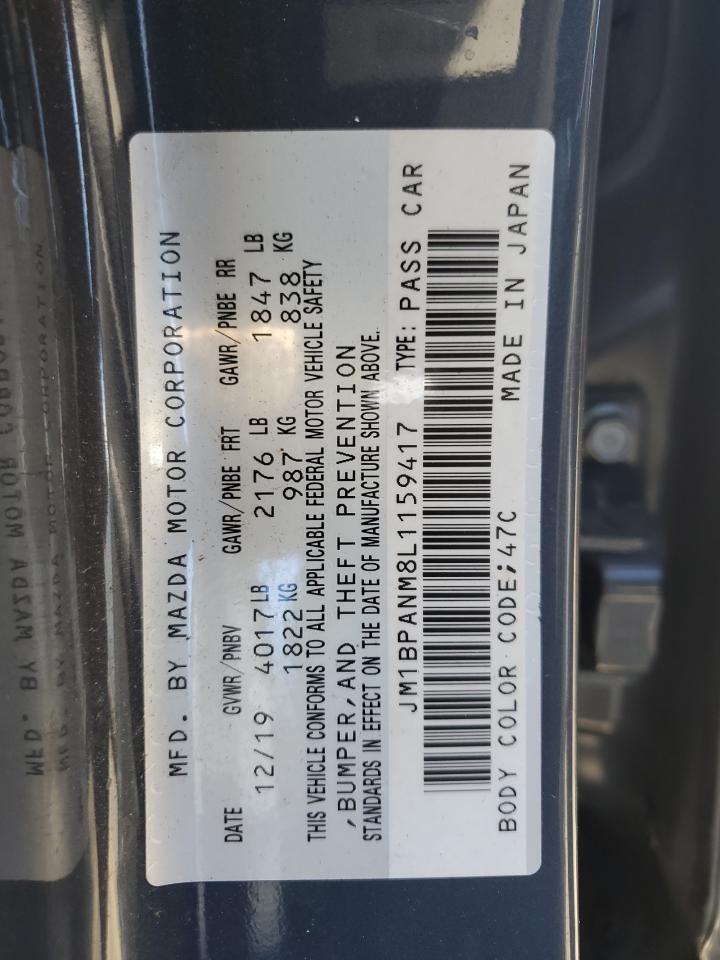 MFD. BY MAZDA MOTOR CORPORATION
DATE GVWR/PNBV GAWR/PNBE FRT GAWR/PNBE RR
12/19 4017 LB 2176 LB 1847 LB
1822 KG 987 KG 838 KG
THIS VEHICLE CONFORMS TO ALL APPLICABLE FEDERAL MOTOR VEHICLE SAFETY
,BUMPER,AND THEFT PREVENTION
STANDARDS IN EFFECT ON THE DATE OF MANUFACTURE SHOWN ABOVE.
JM1BPANM8L1159417 TYPE: PASS CAR
BODY COLOR CODE;47C MADE IN JAPAN